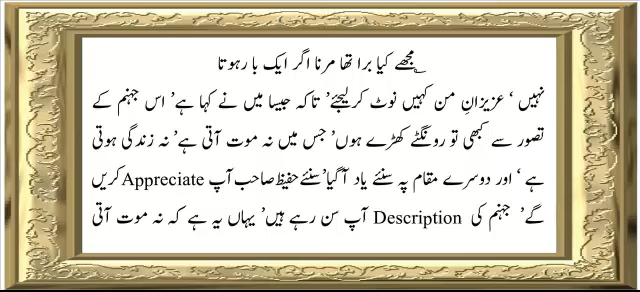 مجھے کیا برا تھا مرنا اگر ایک بار ہوتا
نہیں ‘ عزیزانِ من کہیں نوٹ کرلیجئے’ تاکہ جیسا میں نے کہا ہے’ اس جہنم کے
تصور سے کبھی تو رونگٹے کھڑے ہوں’ جس میں نہ موت آتی ہے’ نہ زندگی ہوتی
ہے ‘ اور دوسرے مقام پہ سنئے یاد آگیا’ سنئے حفیظ صاحب آپ Appreciate کریں
گے’ جہنم کی Description آپ سن رہے ہیں’ یہاں یہ ہے کہ نہ موت آتی